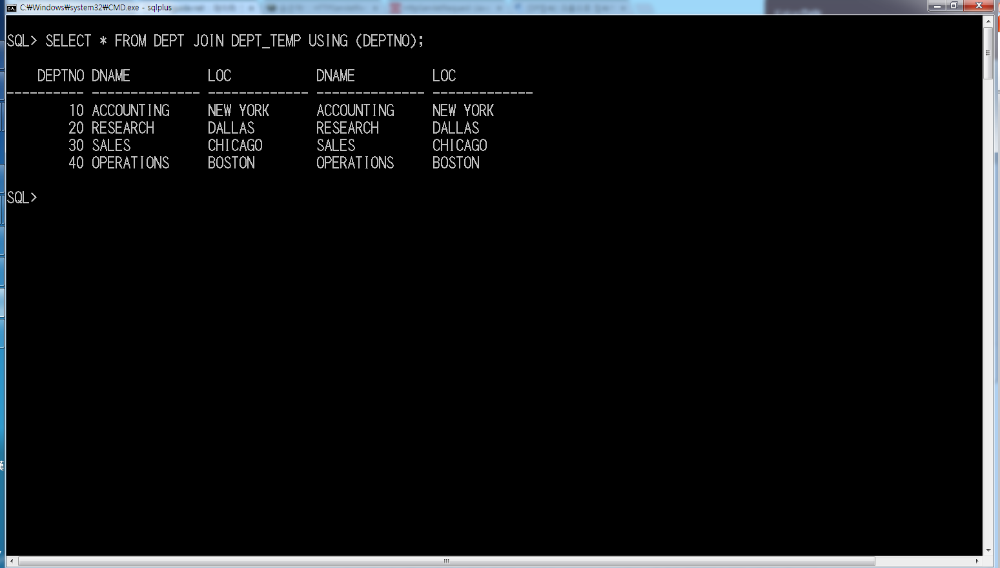 C:₩Windows₩system32₩CMD.exe - sqlplus
SQL> SELECT * FROM DEPT JOIN DEPT_TEMP USING (DEPTNO);
    DEPTNO DNAME          LOC           DNAME          LOC
---------- -------------- ------------- -------------- -------------
        10 ACCOUNTING     NEW YORK      ACCOUNTING     NEW YORK
        20 RESEARCH       DALLAS        RESEARCH       DALLAS
        30 SALES          CHICAGO       SALES          CHICAGO
        40 OPERATIONS     BOSTON        OPERATIONS     BOSTON
SQL>